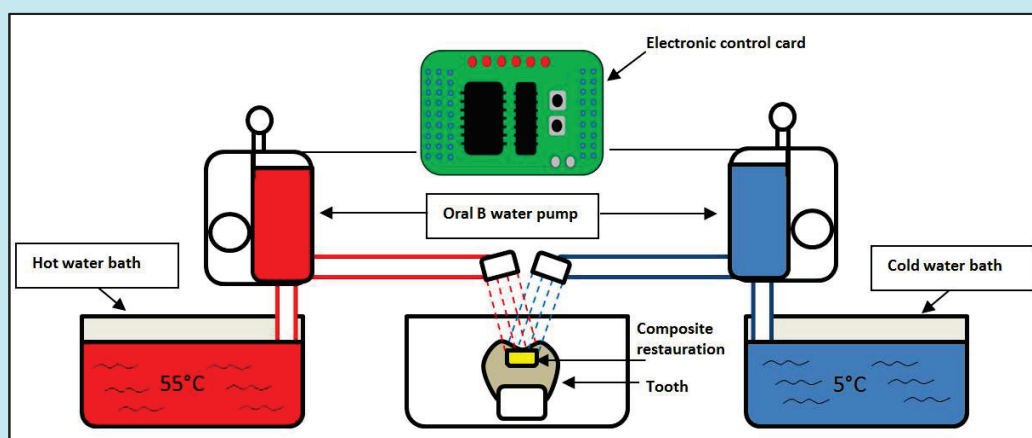 Electronic control card
Oral B water pump
Hot water bath
Cold water bath
Composite
restauration
Tooth
55°C
5°C